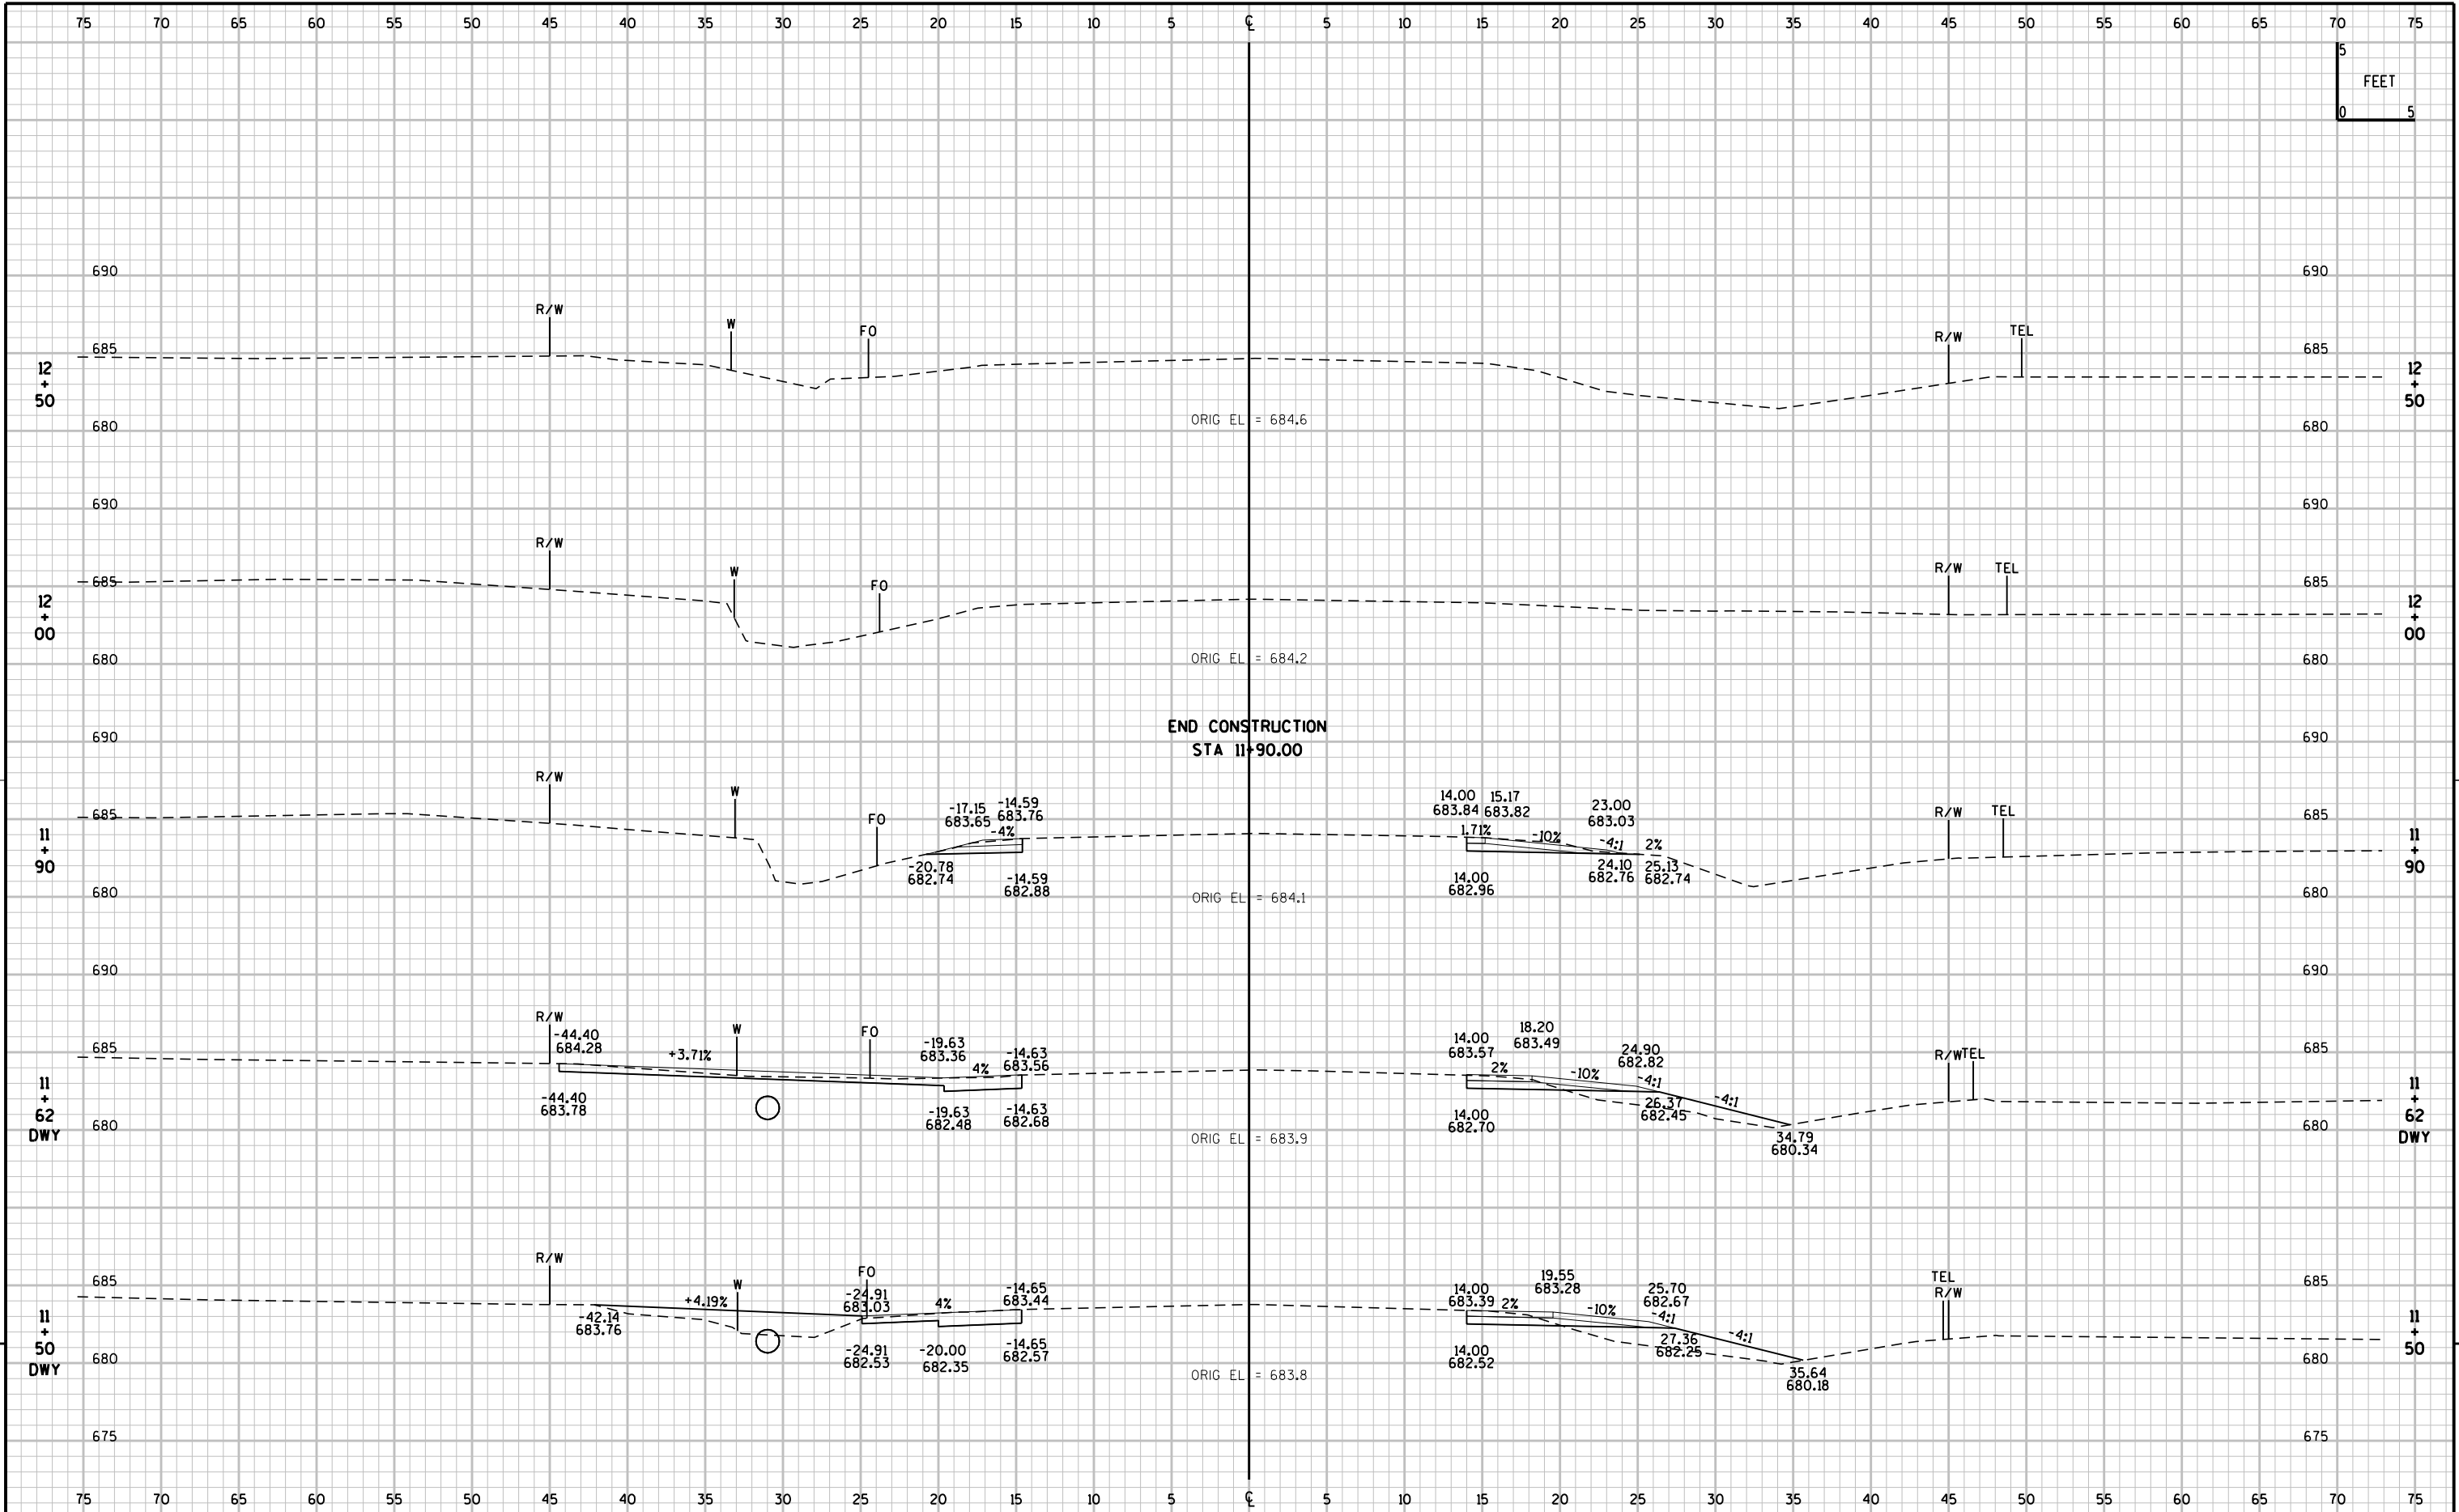 75 70 65 60 55 50 45 40 35 30 25 20 15 10 5 ℄ 5 10 15 20 25 30 35 40 45 50 55 60 65 70 75
5
FEET
0 5
690 690
R/W W FO R/W TEL
685 685
12 + 50
12 + 50
ORIG EL = 684.6
680 680
690 690
R/W W FO R/W TEL
685 685
12 + 00
12 + 00
ORIG EL = 684.2
680 680
END CONSTRUCTION
STA 11+90.00
690 690
R/W W FO R/W TEL
-17.15 -14.59 14.00 15.17 23.00
683.65 683.76 683.84 683.82 683.03
685 685
-4% 1.71% -10% -4:1 2%
11 + 90
11 + 90
-20.78 -14.59 14.00 24.10 25.13
682.74 682.88 682.96 682.76 682.74
ORIG EL = 684.1
680 680
690 690
R/W W FO R/W TEL
-44.40 -19.63 -14.63 14.00 18.20 24.90
684.28 683.36 683.56 683.57 683.49 682.82
685 685
+3.71% 4% 2% -10% -4:1 -4:1
11 + 62 DWY
11 + 62 DWY
-44.40 -19.63 -14.63 14.00 26.37 34.79
683.78 682.48 682.68 682.70 682.45 680.34
ORIG EL = 683.9
680 680
R/W W FO TEL R/W
-24.91 -14.65 14.00 19.55 25.70
683.03 683.44 683.39 683.28 682.67
685 685
+4.19% 4% 2% -10% -4:1 -4:1
11 + 50 DWY
11 + 50 DWY
-42.14 -24.91 -20.00 -14.65 14.00 27.36 35.64
683.76 682.53 682.35 682.57 682.52 682.25 680.18
ORIG EL = 683.8
680 680
675 675
75 70 65 60 55 50 45 40 35 30 25 20 15 10 5 ℄ 5 10 15 20 25 30 35 40 45 50 55 60 65 70 75